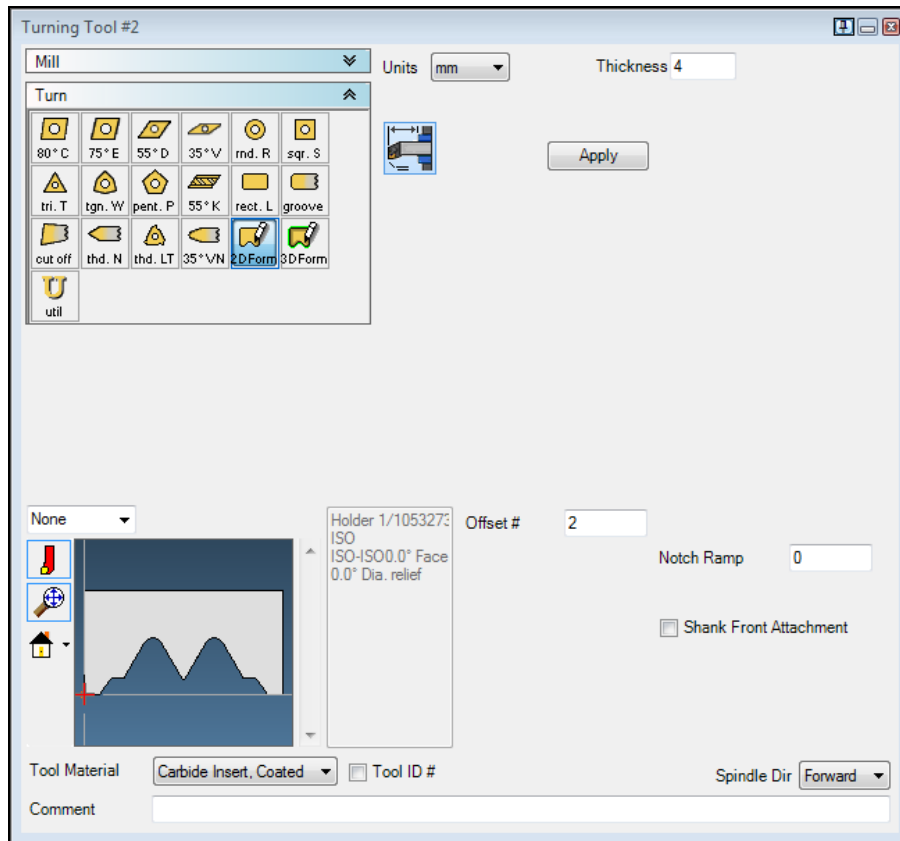 Turning Tool #2
Mill
Units mm Thickness 4
Turn
80° C 75° E 55° D 35° V rnd. R sqr. S
Apply
tri. T tgn. W pent. P 55° K rect. L groove
cut off thd. N thd. LT 35° VN 2D Form 3D Form
util
None
Holder 1/1053273
ISO
ISO-ISO0.0° Face
0.0° Dia. relief
Offset # 2
Notch Ramp 0
Shank Front Attachment
Tool Material Carbide Insert, Coated Tool ID # Spindle Dir Forward
Comment